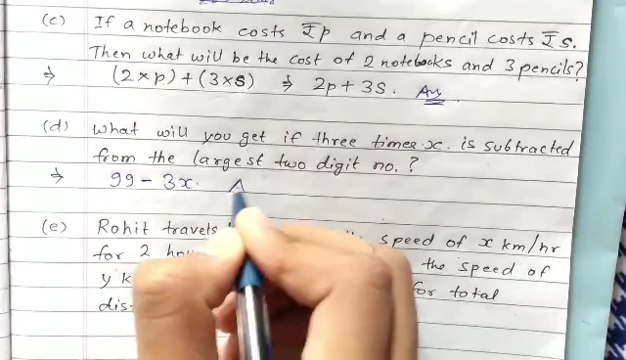 (c) If a notebook costs ₹p and a pencil costs ₹s.
Then what will be the cost of 2 notebooks and 3 pencils?
⇒ (2×p)+(3×s) ⇒ 2p+3s. Ans
(d) What will you get if three times x. is subtracted
from the largest two digit no.?
⇒ 99-3x. A
(e) Rohit travels speed of x km/hr
for 2 the speed of
y k for total